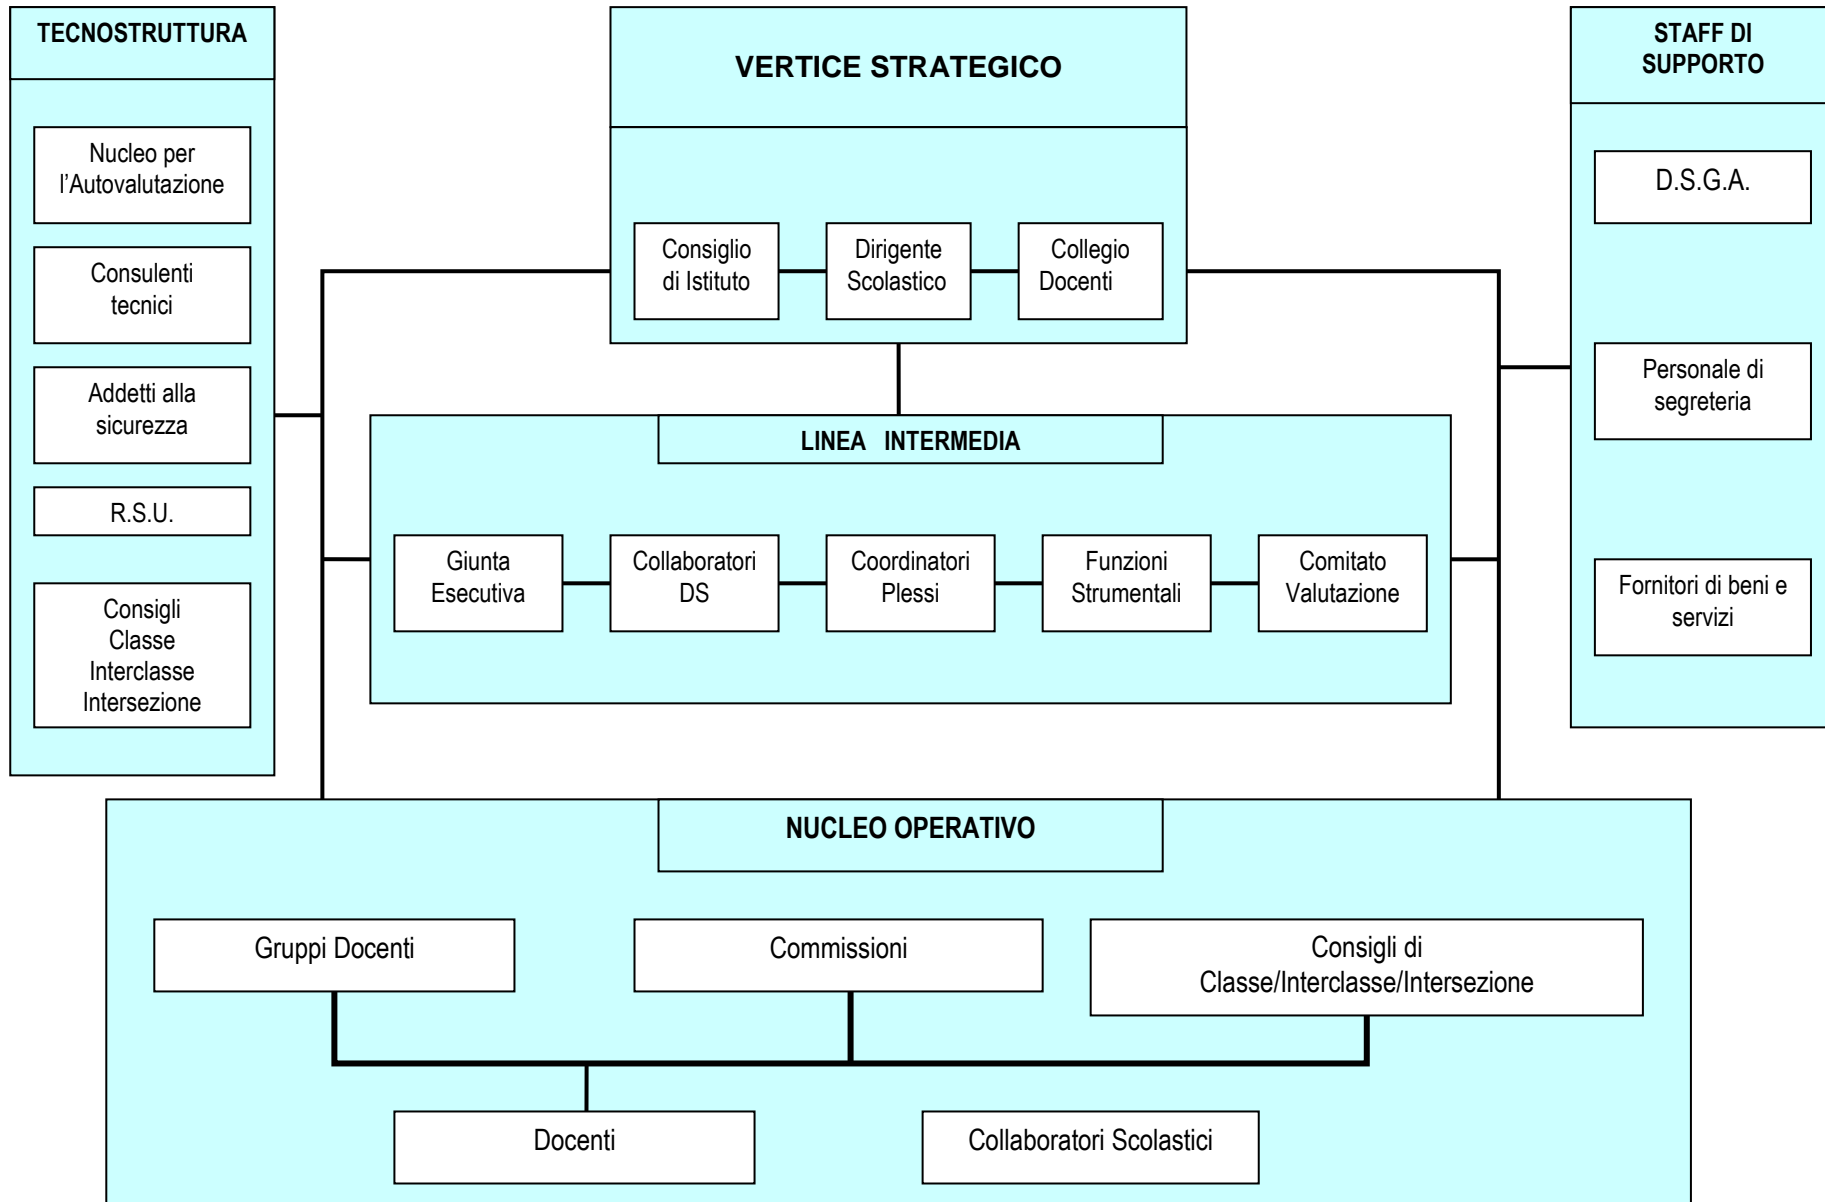 TECNOSTRUTTURA
Nucleo per
l’Autovalutazione
Consulenti
tecnici
Addetti alla
sicurezza
R.S.U.
Consigli
Classe
Interclasse
Intersezione
VERTICE STRATEGICO
Consiglio
di Istituto
Dirigente
Scolastico
Collegio
Docenti
STAFF DI
SUPPORTO
D.S.G.A.
Personale di
segreteria
Fornitori di beni e
servizi
LINEA INTERMEDIA
Giunta
Esecutiva
Collaboratori
DS
Coordinatori
Plessi
Funzioni
Strumentali
Comitato
Valutazione
NUCLEO OPERATIVO
Gruppi Docenti
Commissioni
Consigli di
Classe/Interclasse/Intersezione
Docenti
Collaboratori Scolastici